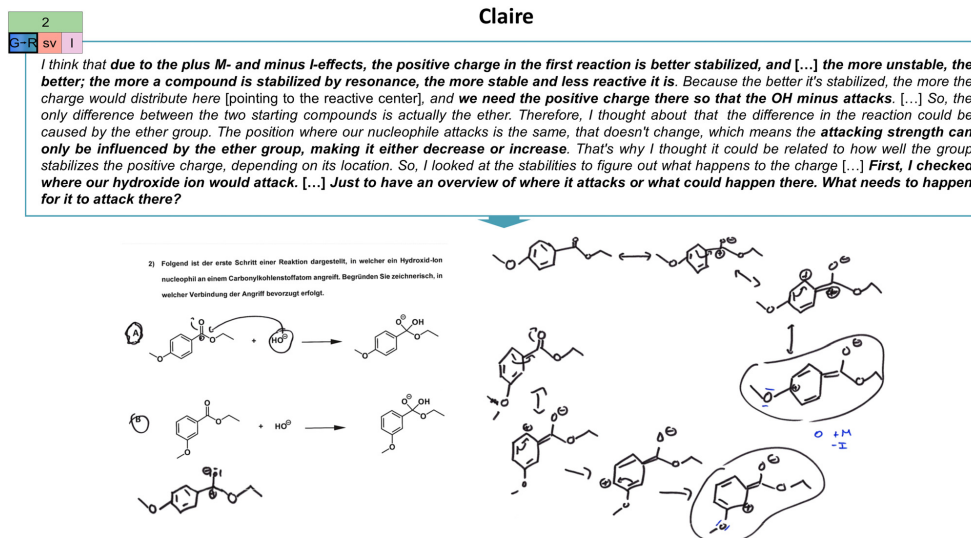 Claire
2
G→R sv I
I think that due to the plus M- and minus I-effects, the positive charge in the first reaction is better stabilized, and […] the more unstable, the
better; the more a compound is stabilized by resonance, the more stable and less reactive it is. Because the better it's stabilized, the more the
charge would distribute here [pointing to the reactive center], and we need the positive charge there so that the OH minus attacks. […] So, the
only difference between the two starting compounds is actually the ether. Therefore, I thought about that the difference in the reaction could be
caused by the ether group. The position where our nucleophile attacks is the same, that doesn't change, which means the attacking strength can
only be influenced by the ether group, making it either decrease or increase. That's why I thought it could be related to how well the group
stabilizes the positive charge, depending on its location. So, I looked at the stabilities to figure out what happens to the charge […] First, I checked
where our hydroxide ion would attack. […] Just to have an overview of where it attacks or what could happen there. What needs to happen
for it to attack there?
2) Folgend ist der erste Schritt einer Reaktion dargestellt, in welcher ein Hydroxid-Ion
nucleophil an einem Carbonylkohlenstoffatom angreift. Begründen Sie zeichnerisch, in
welcher Verbindung der Angriff bevorzugt erfolgt.
A
O O O + HO⊖ O⊖ OH O O
B
O O O + HO⊖ O⊖ OH O O
O O
O O O
O O⊖ O
O O⊖ O
O O⊖ O
O +M
-I
O O O
O⊖ O O
O⊖ O O
O⊖ O O